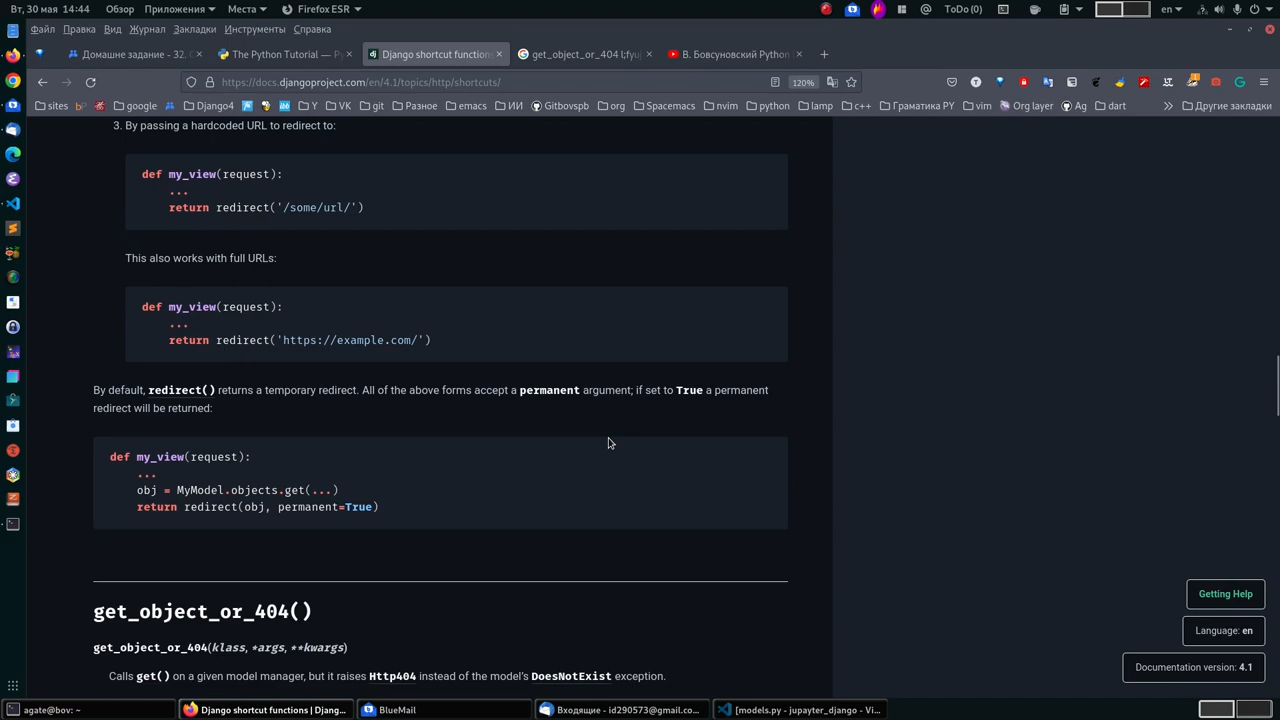 Вт, 30 мая 14:44
Обзор
Приложения
Места
Firefox ESR
ToDo (0)
en
Файл Правка Вид Журнал Закладки Инструменты Справка
Домашне задание - 32. С
The Python Tutorial — Py
Django shortcut function
get_object_or_404 l;fyuj
В. Бовсуновский Python
https://docs.djangoproject.com/en/4.1/topics/http/shortcuts/
120%
sites
bP
google
Django4
Y
VK
git
Разное
emacs
ИИ
Gitbovspb
org
Spacemacs
nvim
python
lamp
c++
Граматика PY
vim
Org layer
Ag
dart
Другие закладки
3. By passing a hardcoded URL to redirect to:
def my_view(request):
...
return redirect('/some/url/')
This also works with full URLs:
def my_view(request):
...
return redirect('https://example.com/')
By default, redirect() returns a temporary redirect. All of the above forms accept a permanent argument; if set to True a permanent
redirect will be returned:
def my_view(request):
...
obj = MyModel.objects.get(...)
return redirect(obj, permanent=True)
get_object_or_404()
get_object_or_404(klass, *args, **kwargs)
Calls get() on a given model manager, but it raises Http404 instead of the model's DoesNotExist exception.
Getting Help
Language: en
Documentation version: 4.1
agate@bov: ~
Django shortcut functions | Djang...
BlueMail
Входящие - id290573@gmail.co...
[models.py - jupayter_django - Vi...